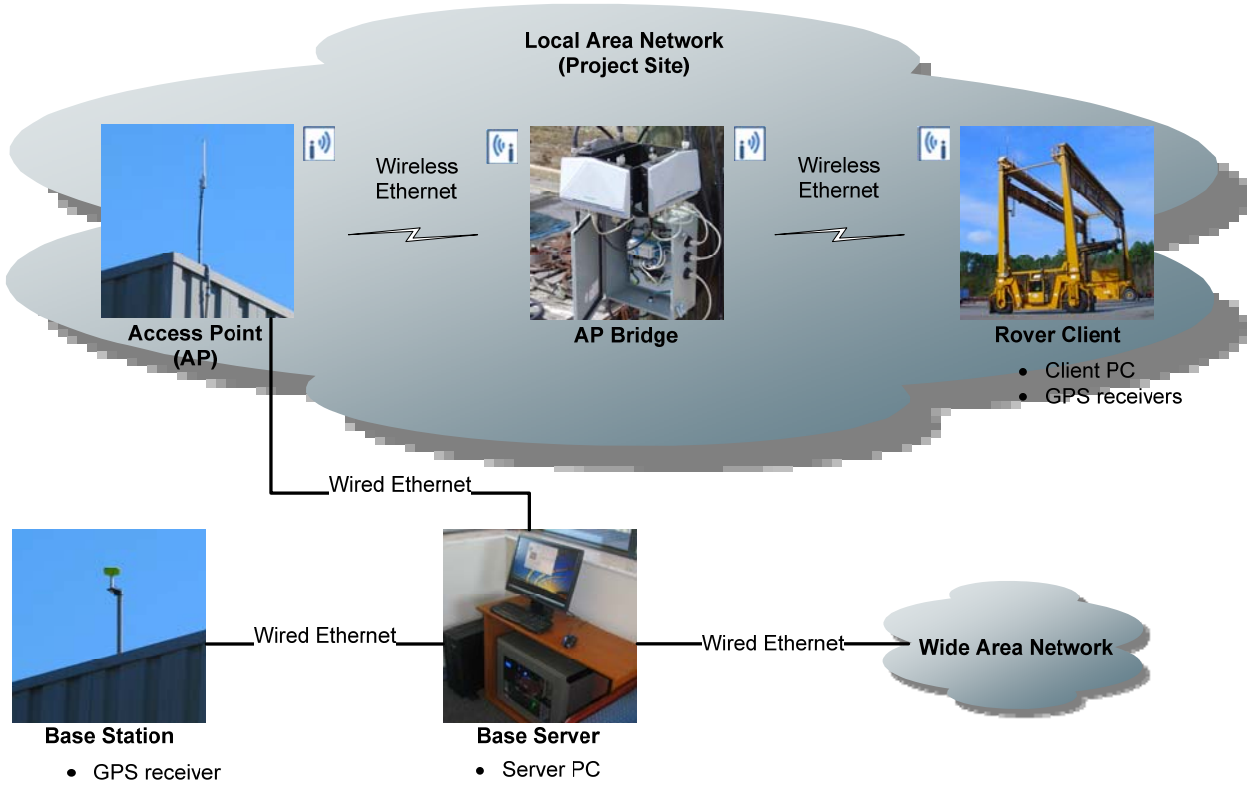 Local Area Network
(Project Site)
Wireless
Ethernet
Wireless
Ethernet
Access Point
(AP)
AP Bridge
Rover Client
• Client PC
• GPS receivers
Wired Ethernet
Wired Ethernet
Wired Ethernet
Wide Area Network
Base Station
• GPS receiver
Base Server
• Server PC